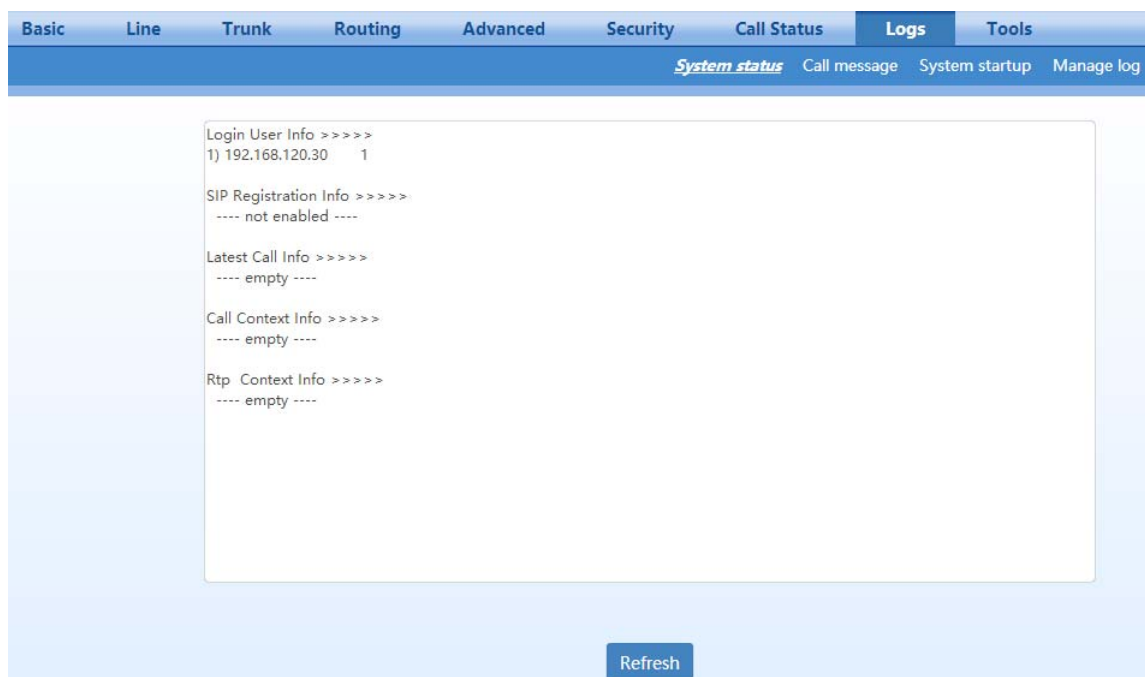 Basic Line Trunk Routing Advanced Security Call Status Logs Tools
System status Call message System startup Manage log
Login User Info >>>>>
1) 192.168.120.30 1
SIP Registration Info >>>>>
---- not enabled ----
Latest Call Info >>>>>
---- empty ----
Call Context Info >>>>>
---- empty ----
Rtp Context Info >>>>>
---- empty ----
Refresh